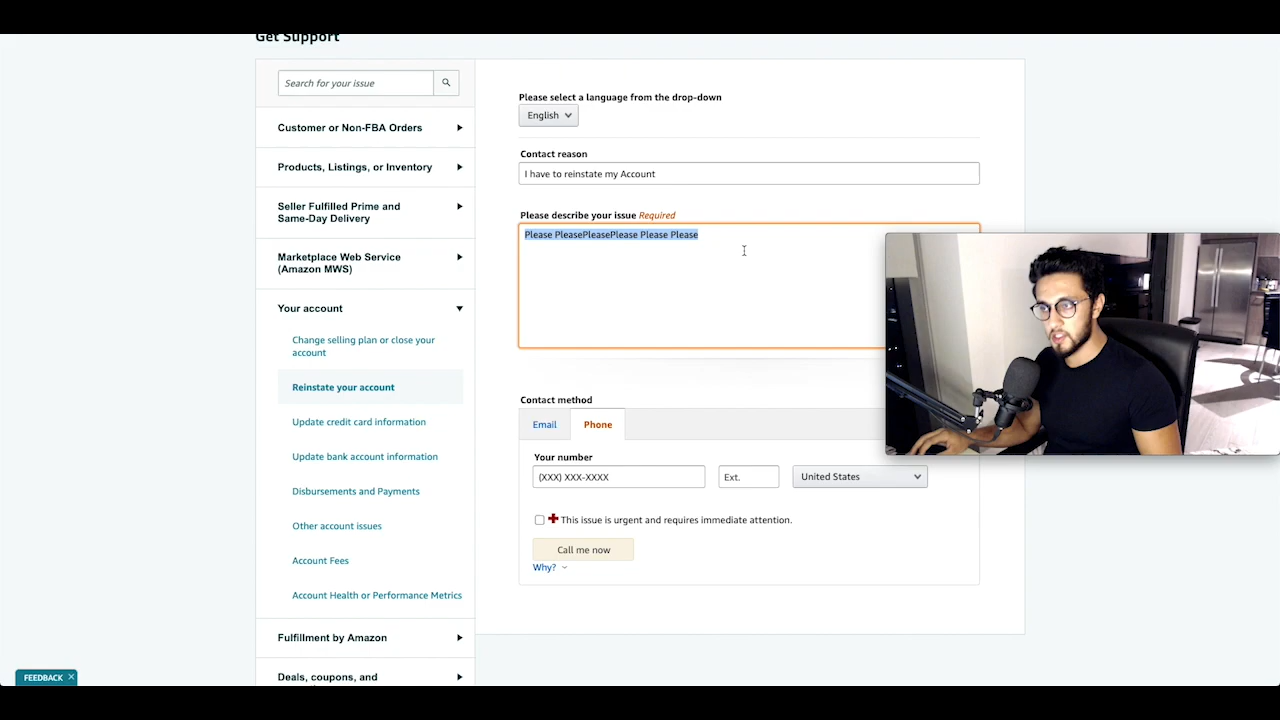 Get Support
Search for your issue
Customer or Non-FBA Orders
Products, Listings, or Inventory
Seller Fulfilled Prime and
Same-Day Delivery
Marketplace Web Service
(Amazon MWS)
Your account
Change selling plan or close your
account
Reinstate your account
Update credit card information
Update bank account information
Disbursements and Payments
Other account issues
Account Fees
Account Health or Performance Metrics
Fulfillment by Amazon
Deals, coupons, and
Please select a language from the drop-down
English
Contact reason
I have to reinstate my Account
Please describe your issue Required
Please PleasePleasePlease Please Please
Contact method
Email Phone
Your number
(XXX) XXX-XXXX Ext. United States
This issue is urgent and requires immediate attention.
Call me now
Why?
FEEDBACK